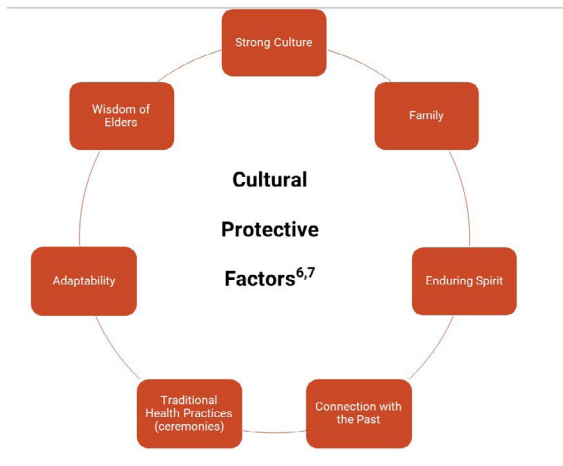 Strong Culture
Family
Enduring Spirit
Connection with
the Past
Traditional
Health Practices
(ceremonies)
Adaptability
Wisdom of
Elders
Cultural
Protective
Factors6,7